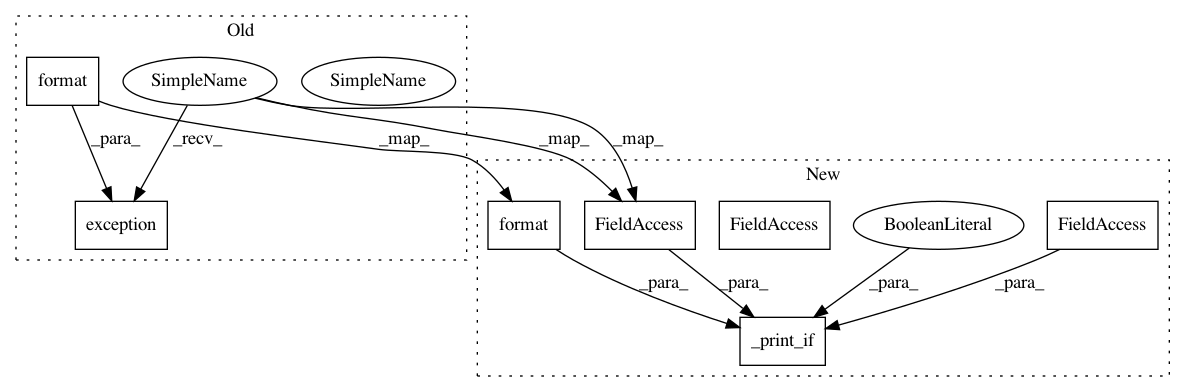 Old
format
SimpleName
SimpleName
_para_
_recv_
_map_
_map_
_map_
exception
New
format
FieldAccess
FieldAccess
BooleanLiteral
FieldAccess
_para_
_para_
_para_
_para_
_print_if